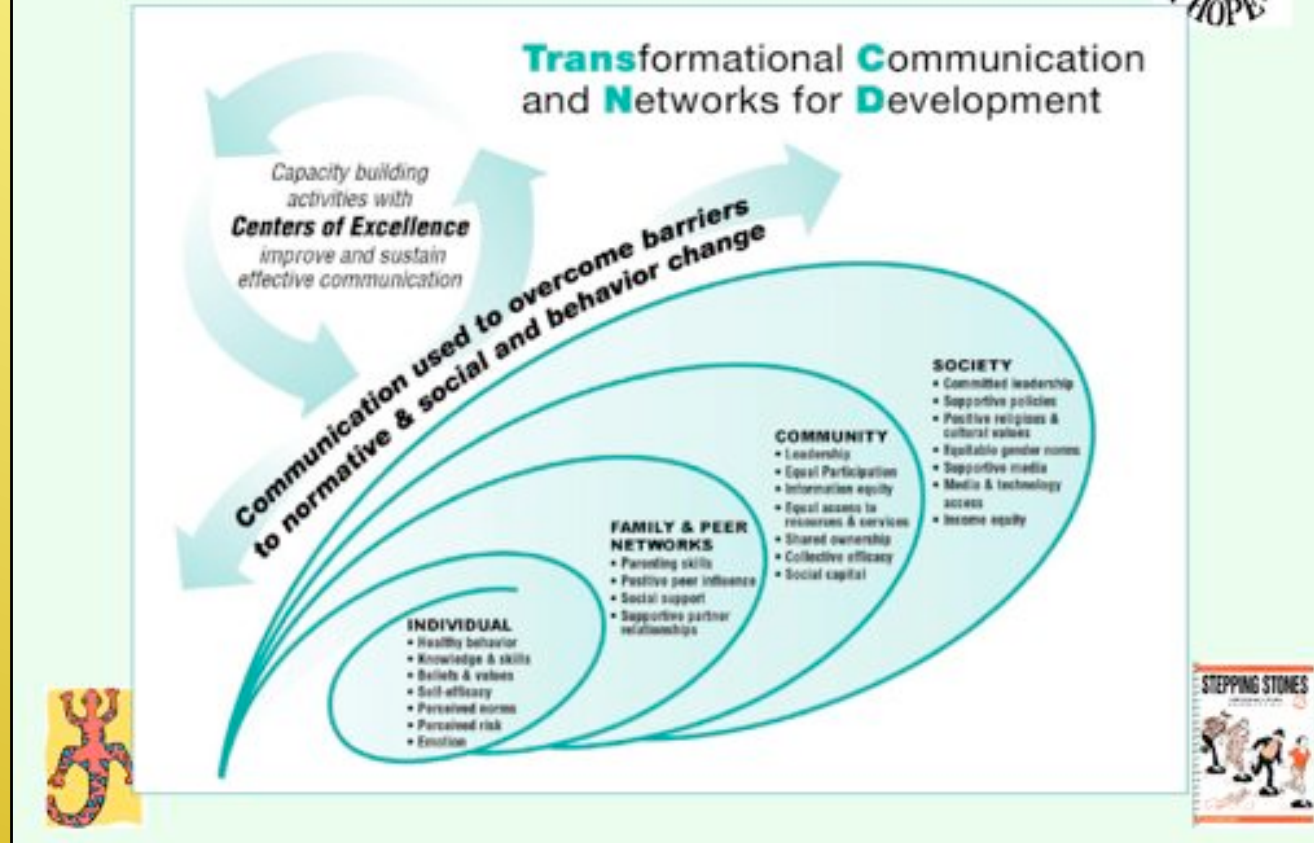 HOPE
Transformational Communication
and Networks for Development
Capacity building
activities with
Centers of Excellence
improve and sustain
effective communication
Communication used to overcome barriers
to normative & social and behavior change
SOCIETY
• Committed leadership
• Supportive policies
• Positive religious &
cultural values
• Equitable gender norms
• Supportive media
• Media & technology
access
• Income equity
COMMUNITY
• Leadership
• Equal Participation
• Information equity
• Equal access to
resources & services
• Shared ownership
• Collective efficacy
• Social capital
FAMILY & PEER
NETWORKS
• Parenting skills
• Positive peer influence
• Social support
• Supportive partner
relationships
INDIVIDUAL
• Healthy behavior
• Knowledge & skills
• Beliefs & values
• Self-efficacy
• Perceived norms
• Perceived risk
• Emotion
STEPPING STONES